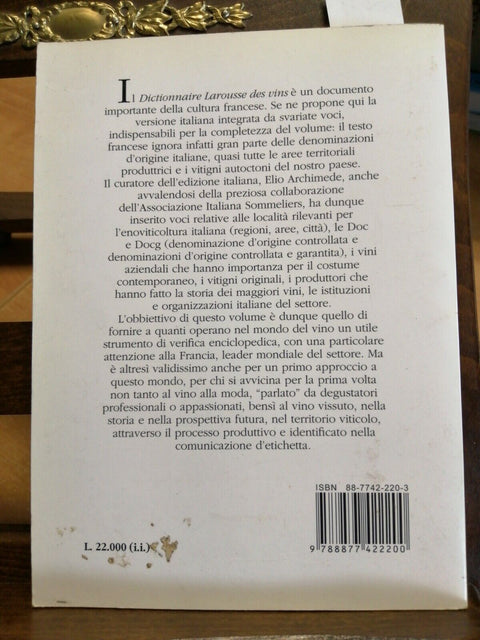 Il Dictionnaire Larousse des vins è un documento
importante della cultura francese. Se ne propone qui la
versione italiana integrata da svariate voci,
indispensabili per la completezza del volume: il testo
francese ignora infatti gran parte delle denominazioni
d'origine italiane, quasi tutte le aree territoriali
produttrici e i vitigni autoctoni del nostro paese.
Il curatore dell'edizione italiana, Elio Archimede, anche
avvalendosi della preziosa collaborazione
dell'Associazione Italiana Sommeliers, ha dunque
inserito voci relative alle località rilevanti per
l'enoviticoltura italiana (regioni, aree, città), le Doc
e Docg (denominazione d'origine controllata e
denominazioni d'origine controllata e garantita), i vini
aziendali che hanno importanza per il costume
contemporaneo, i vitigni originali, i produttori che
hanno fatto la storia dei maggiori vini, le istituzioni
e organizzazioni italiane del settore.
L'obbiettivo di questo volume è dunque quello di
fornire a quanti operano nel mondo del vino un utile
strumento di verifica enciclopedica, con una particolare
attenzione alla Francia, leader mondiale del settore. Ma
è altresì validissimo anche per un primo approccio a
questo mondo, per chi si avvicina per la prima volta
non tanto al vino alla moda, "parlato" da degustatori
professionali o appassionati, bensì al vino vissuto, nella
storia e nella prospettiva futura, nel territorio viticolo,
attraverso il processo produttivo e identificato nella
comunicazione d'etichetta.
ISBN 88-7742-220-3
9 788877 422200
L. 22.000 (i.i.)